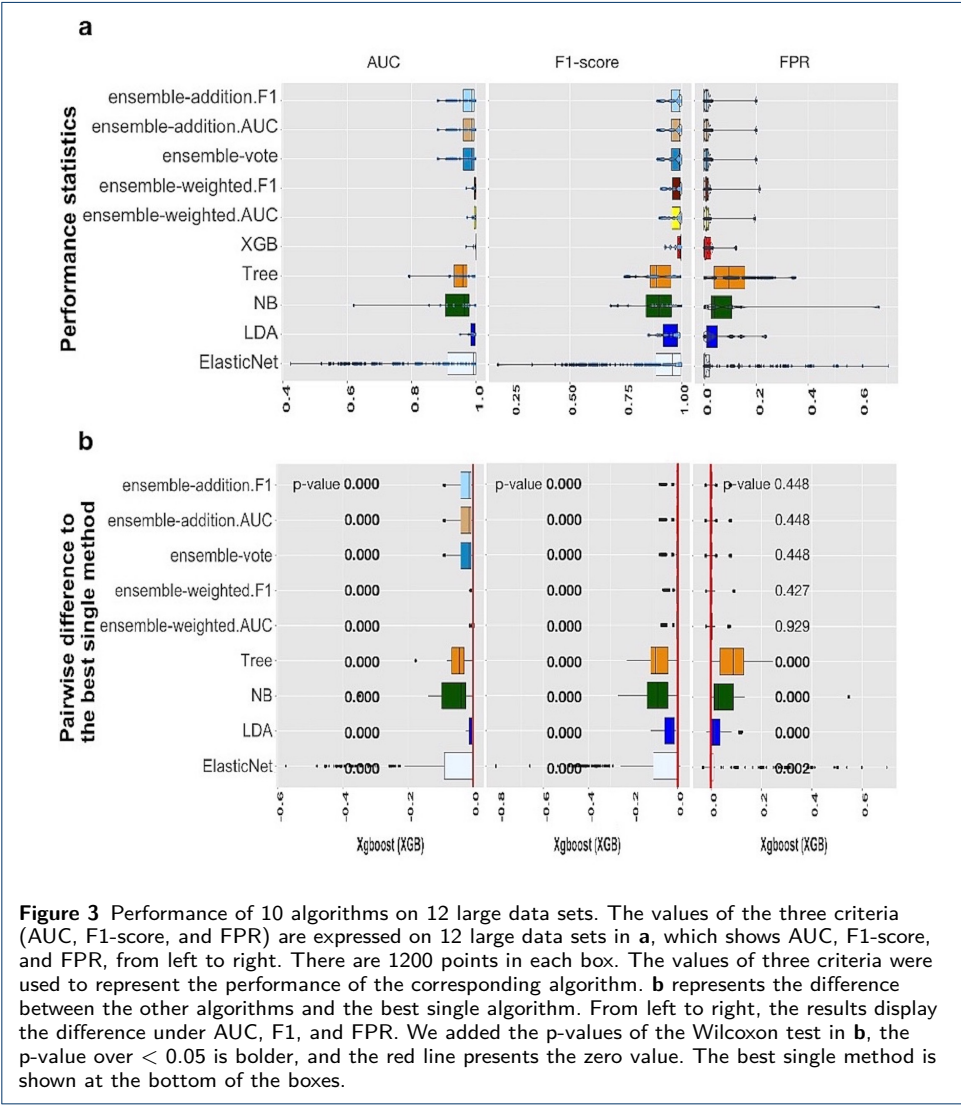 a
AUC F1-score FPR
Performance statistics
ensemble-addition.F1
ensemble-addition.AUC
ensemble-vote
ensemble-weighted.F1
ensemble-weighted.AUC
XGB
Tree
NB
LDA
ElasticNet
0.4 0.6 0.8 1.0 0.25 0.50 0.75 1.00 0.0 0.2 0.4 0.6
b
Pairwise difference to
the best single method
ensemble-addition.F1 p-value 0.000 p-value 0.000 p-value 0.448
ensemble-addition.AUC 0.000 0.000 0.448
ensemble-vote 0.000 0.000 0.448
ensemble-weighted.F1 0.000 0.000 0.427
ensemble-weighted.AUC 0.000 0.000 0.929
Tree 0.000 0.000 0.000
NB 0.000 0.000 0.000
LDA 0.000 0.000 0.000
ElasticNet 0.000 0.000 0.002
-0.6 -0.4 -0.2 0.0 -0.8 -0.6 -0.4 -0.2 0.0 0.0 0.2 0.4 0.6
Xgboost (XGB) Xgboost (XGB) Xgboost (XGB)
Figure 3 Performance of 10 algorithms on 12 large data sets. The values of the three criteria
(AUC, F1-score, and FPR) are expressed on 12 large data sets in a, which shows AUC, F1-score,
and FPR, from left to right. There are 1200 points in each box. The values of three criteria were
used to represent the performance of the corresponding algorithm. b represents the difference
between the other algorithms and the best single algorithm. From left to right, the results display
the difference under AUC, F1, and FPR. We added the p-values of the Wilcoxon test in b, the
p-value over < 0.05 is bolder, and the red line presents the zero value. The best single method is
shown at the bottom of the boxes.